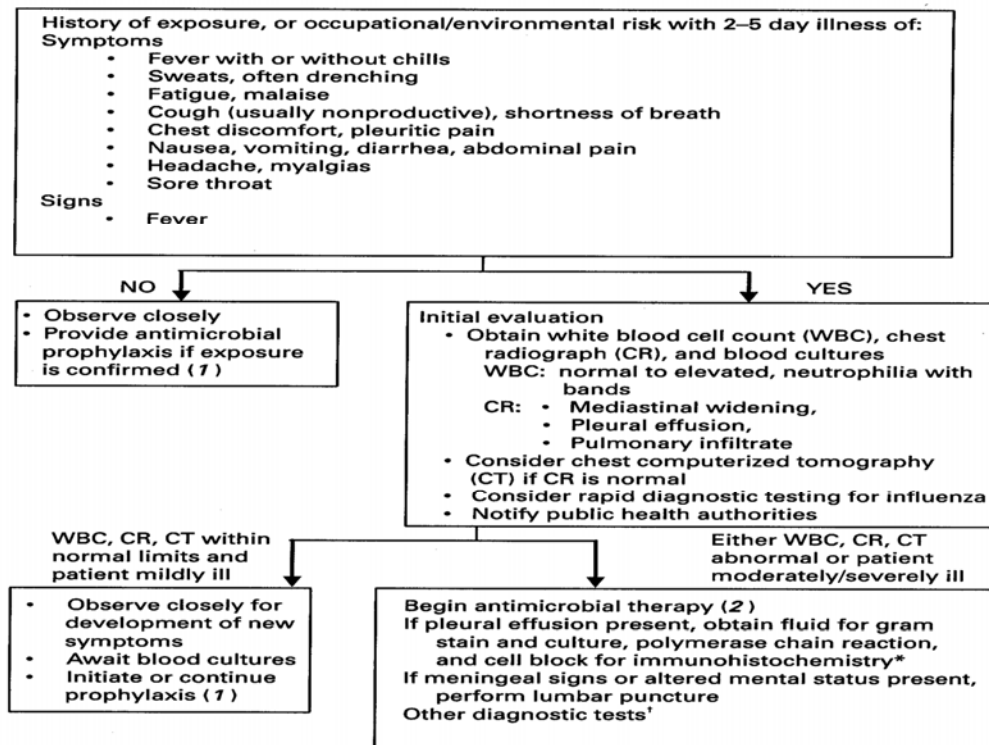 History of exposure, or occupational/environmental risk with 2–5 day illness of:
Symptoms
• Fever with or without chills
• Sweats, often drenching
• Fatigue, malaise
• Cough (usually nonproductive), shortness of breath
• Chest discomfort, pleuritic pain
• Nausea, vomiting, diarrhea, abdominal pain
• Headache, myalgias
• Sore throat
Signs
• Fever
NO
YES
• Observe closely
• Provide antimicrobial
prophylaxis if exposure
is confirmed (1)
Initial evaluation
• Obtain white blood cell count (WBC), chest
radiograph (CR), and blood cultures
WBC: normal to elevated, neutrophilia with
bands
CR: • Mediastinal widening,
• Pleural effusion,
• Pulmonary infiltrate
• Consider chest computerized tomography
(CT) if CR is normal
• Consider rapid diagnostic testing for influenza
• Notify public health authorities
WBC, CR, CT within
normal limits and
patient mildly ill
Either WBC, CR, CT
abnormal or patient
moderately/severely ill
• Observe closely for
development of new
symptoms
• Await blood cultures
• Initiate or continue
prophylaxis (1)
Begin antimicrobial therapy (2)
If pleural effusion present, obtain fluid for gram
stain and culture, polymerase chain reaction,
and cell block for immunohistochemistry*
If meningeal signs or altered mental status present,
perform lumbar puncture
Other diagnostic tests†